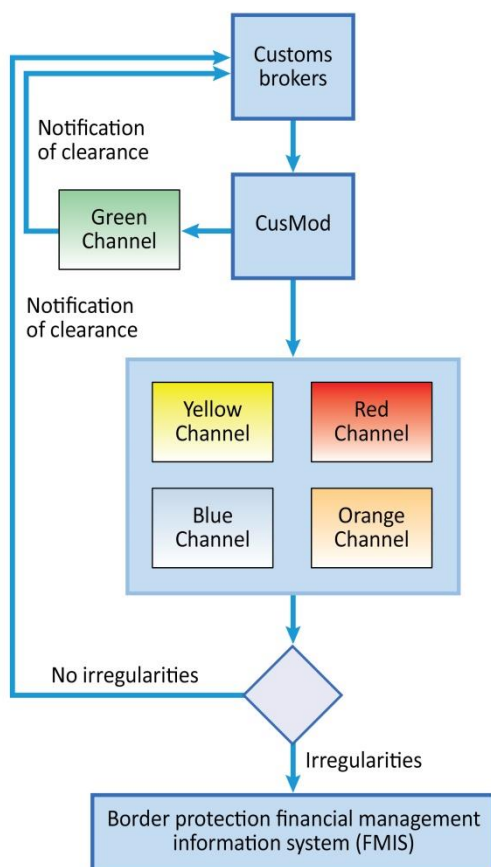 Customs
brokers
Notification
of clearance
Green
Channel
CusMod
Notification
of clearance
Yellow
Channel
Red
Channel
Blue
Channel
Orange
Channel
No irregularities
Irregularities
Border protection financial management
information system (FMIS)